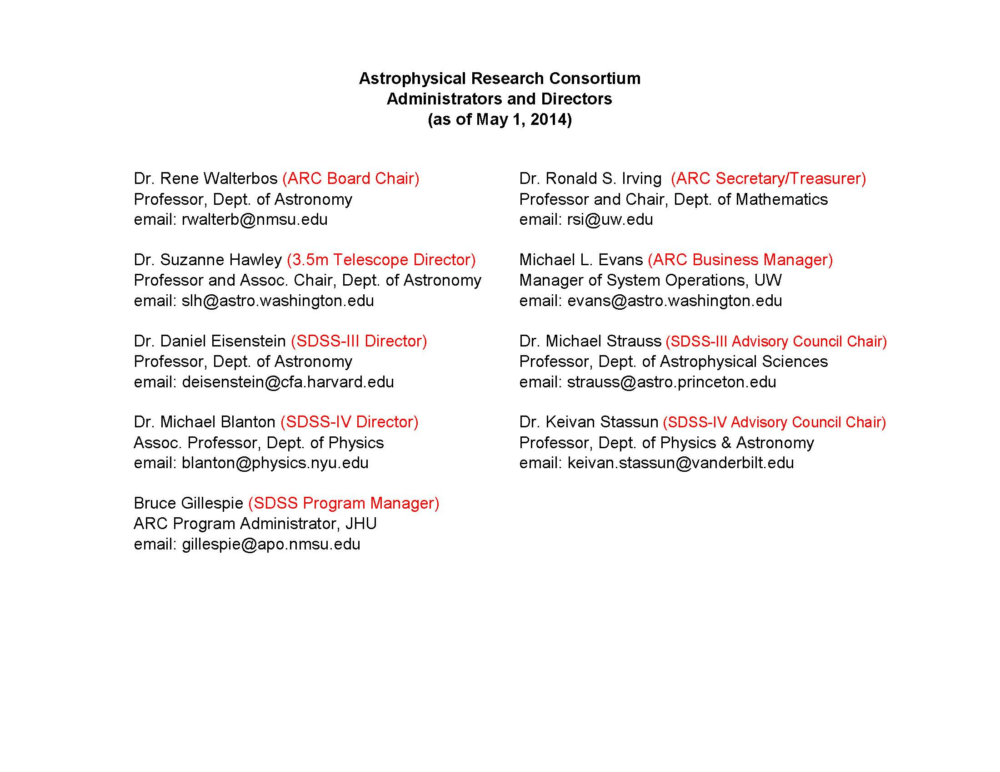 Astrophysical Research Consortium
Administrators and Directors
(as of May 1, 2014)
Dr. Rene Walterbos (ARC Board Chair)
Professor, Dept. of Astronomy
email: rwalterb@nmsu.edu
Dr. Ronald S. Irving  (ARC Secretary/Treasurer)
Professor and Chair, Dept. of Mathematics
email: rsi@uw.edu
Dr. Suzanne Hawley (3.5m Telescope Director)
Professor and Assoc. Chair, Dept. of Astronomy
email: slh@astro.washington.edu
Michael L. Evans (ARC Business Manager)
Manager of System Operations, UW
email: evans@astro.washington.edu
Dr. Daniel Eisenstein (SDSS-III Director)
Professor, Dept. of Astronomy
email: deisenstein@cfa.harvard.edu
Dr. Michael Strauss (SDSS-III Advisory Council Chair)
Professor, Dept. of Astrophysical Sciences
email: strauss@astro.princeton.edu
Dr. Michael Blanton (SDSS-IV Director)
Assoc. Professor, Dept. of Physics
email: blanton@physics.nyu.edu
Dr. Keivan Stassun (SDSS-IV Advisory Council Chair)
Professor, Dept. of Physics & Astronomy
email: keivan.stassun@vanderbilt.edu
Bruce Gillespie (SDSS Program Manager)
ARC Program Administrator, JHU
email: gillespie@apo.nmsu.edu